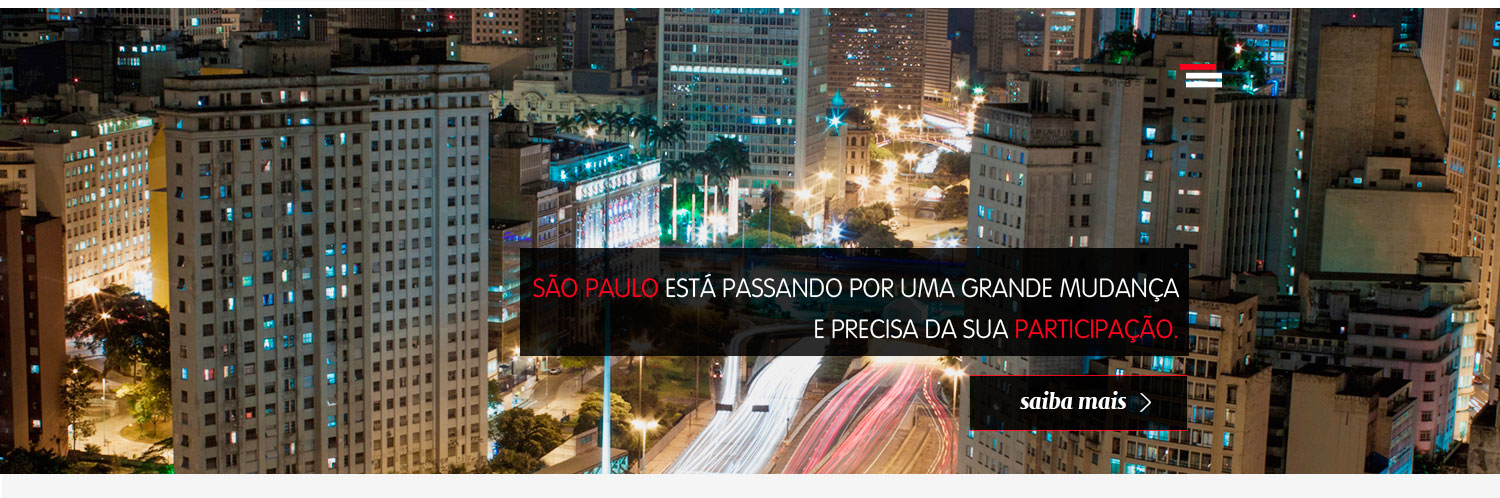 SÃO PAULO ESTÁ PASSANDO POR UMA GRANDE MUDANÇA
E PRECISA DA SUA PARTICIPAÇÃO.
saiba mais